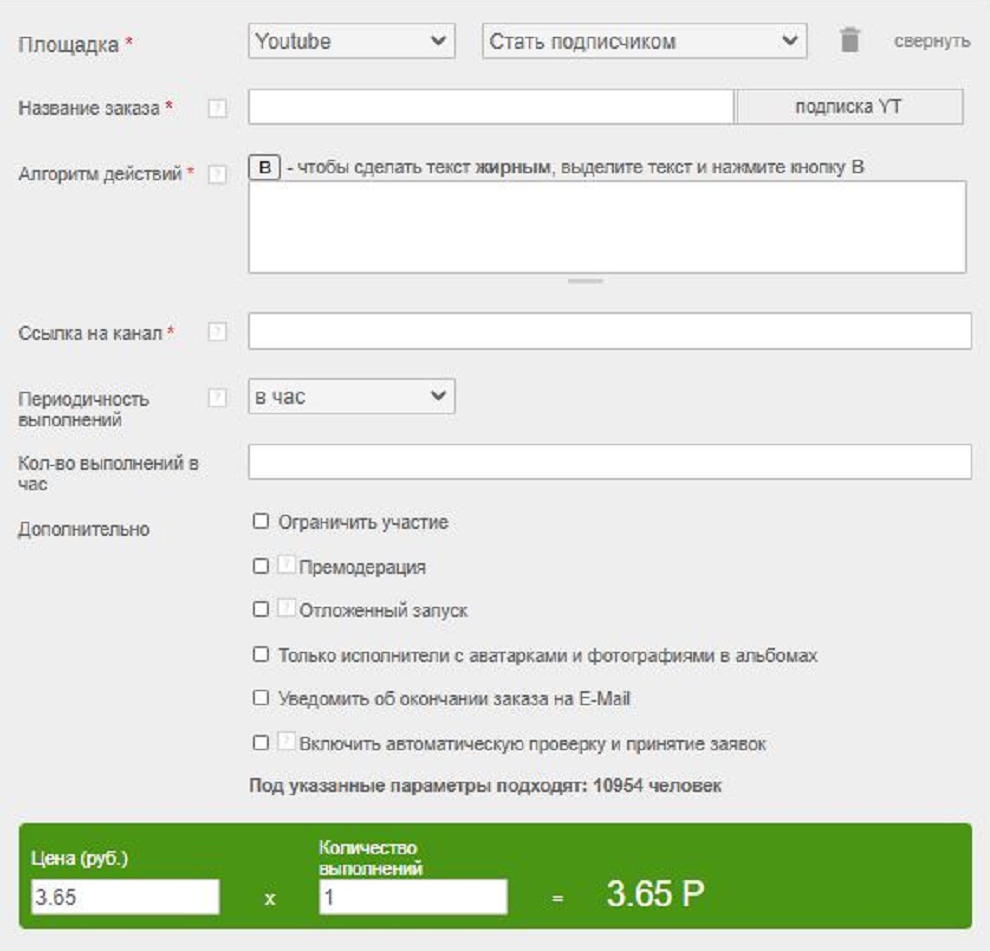 Площадка * Youtube Стать подписчиком свернуть
Название заказа * ? подписка YT
Алгоритм действий * ? B - чтобы сделать текст жирным, выделите текст и нажмите кнопку B
Ссылка на канал * ?
Периодичность ? в час
выполнений
Кол-во выполнений в
час
Дополнительно Ограничить участие
? Премодерация
? Отложенный запуск
Только исполнители с аватарками и фотографиями в альбомах
Уведомить об окончании заказа на E-Mail
? Включить автоматическую проверку и принятие заявок
Под указанные параметры подходят: 10954 человек
Цена (руб.) Количество
выполнений
3.65 x 1 = 3.65 Р